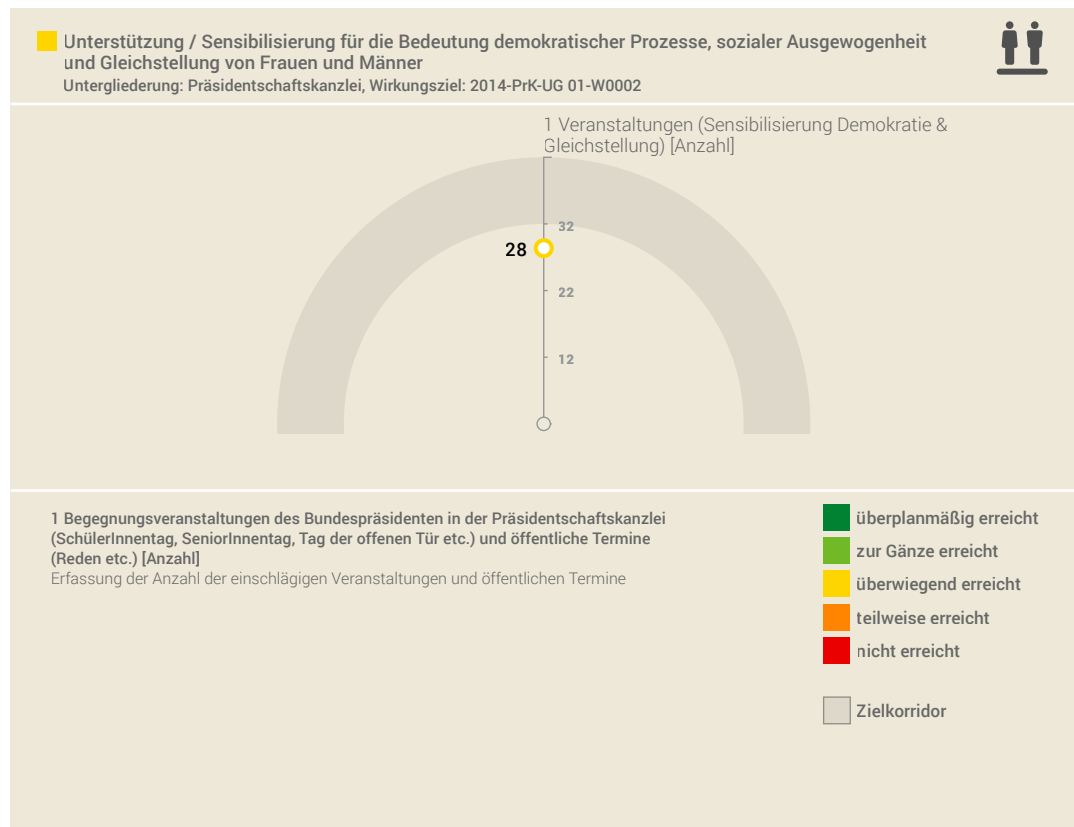 Unterstützung / Sensibilisierung für die Bedeutung demokratischer Prozesse, sozialer Ausgewogenheit
und Gleichstellung von Frauen und Männer
Untergliederung: Präsidentschaftskanzlei, Wirkungsziel: 2014-PrK-UG 01-W0002
1 Veranstaltungen (Sensibilisierung Demokratie &
Gleichstellung) [Anzahl]
32
28
22
12
1 Begegnungsveranstaltungen des Bundespräsidenten in der Präsidentschaftskanzlei
(SchülerInnentag, SeniorInnentag, Tag der offenen Tür etc.) und öffentliche Termine
(Reden etc.) [Anzahl]
Erfassung der Anzahl der einschlägigen Veranstaltungen und öffentlichen Termine
überplanmäßig erreicht
zur Gänze erreicht
überwiegend erreicht
teilweise erreicht
nicht erreicht
Zielkorridor